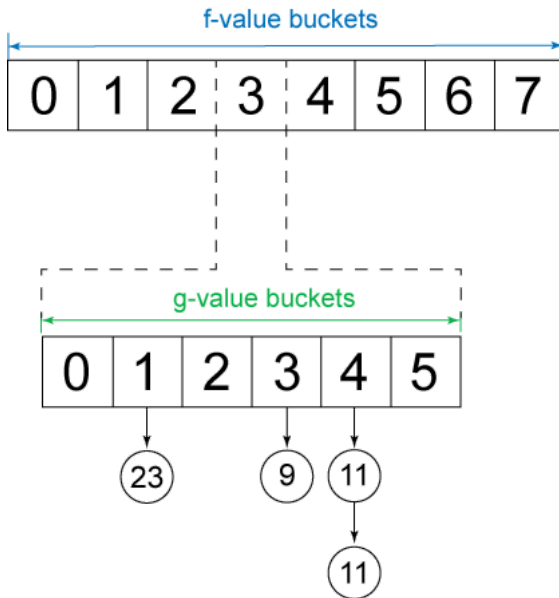 f-value buckets
0 1 2 3 4 5 6 7
g-value buckets
0 1 2 3 4 5
23 9 11
11